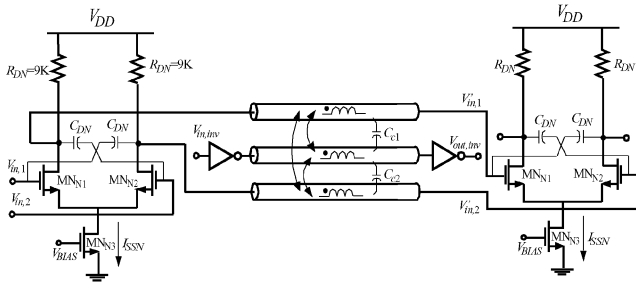 V_DD
V_DD
R_DN=9K
R_DN=9K
R_DN
R_DN
C_DN
C_DN
C_DN
C_DN
V_in,inv
C_c1
V'_in,1
V_out,inv
V_in,1
V_in,2
MN_N1
MN_N2
MN_N1
MN_N2
C_c2
V'_in,2
MN_N3
I_SSN
V_BIAS
MN_N3
I_SSN
V_BIAS